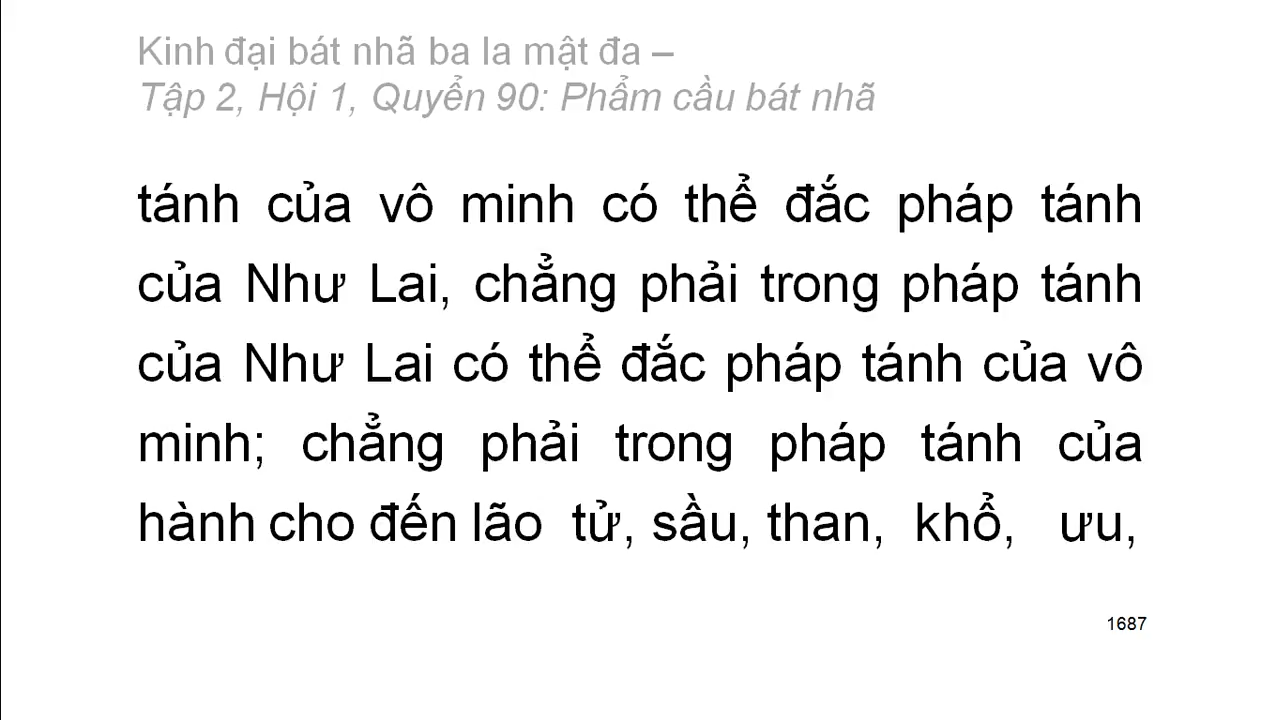 Kinh đại bát nhã ba la mật đa –
Tập 2, Hội 1, Quyển 90: Phẩm cầu bát nhã
tánh của vô minh có thể đắc pháp tánh
của Như Lai, chẳng phải trong pháp tánh
của Như Lai có thể đắc pháp tánh của vô
minh; chẳng phải trong pháp tánh của
hành cho đến lão tử, sầu, than, khổ, ưu,
1687